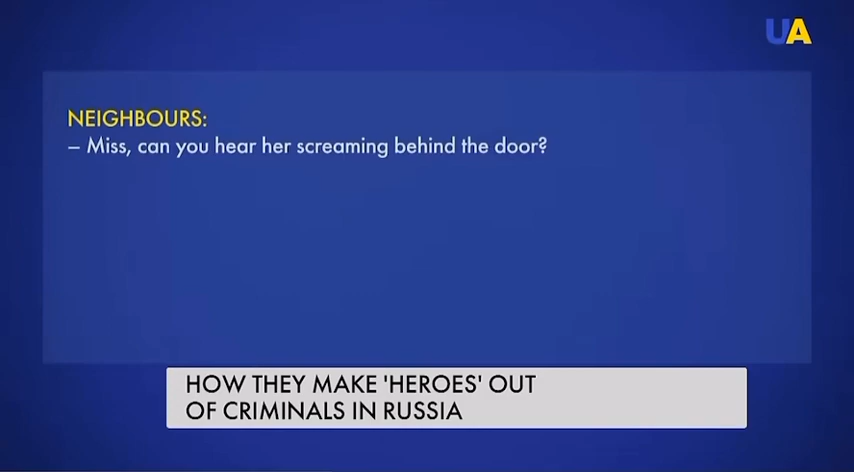 UA
NEIGHBOURS:
– Miss, can you hear her screaming behind the door?
HOW THEY MAKE 'HEROES' OUT
OF CRIMINALS IN RUSSIA